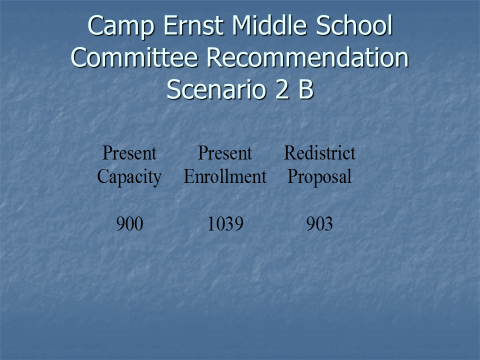 Camp Ernst Middle School
Committee Recommendation
Scenario 2 B
Present Present Redistrict
Capacity Enrollment Proposal
900 1039 903